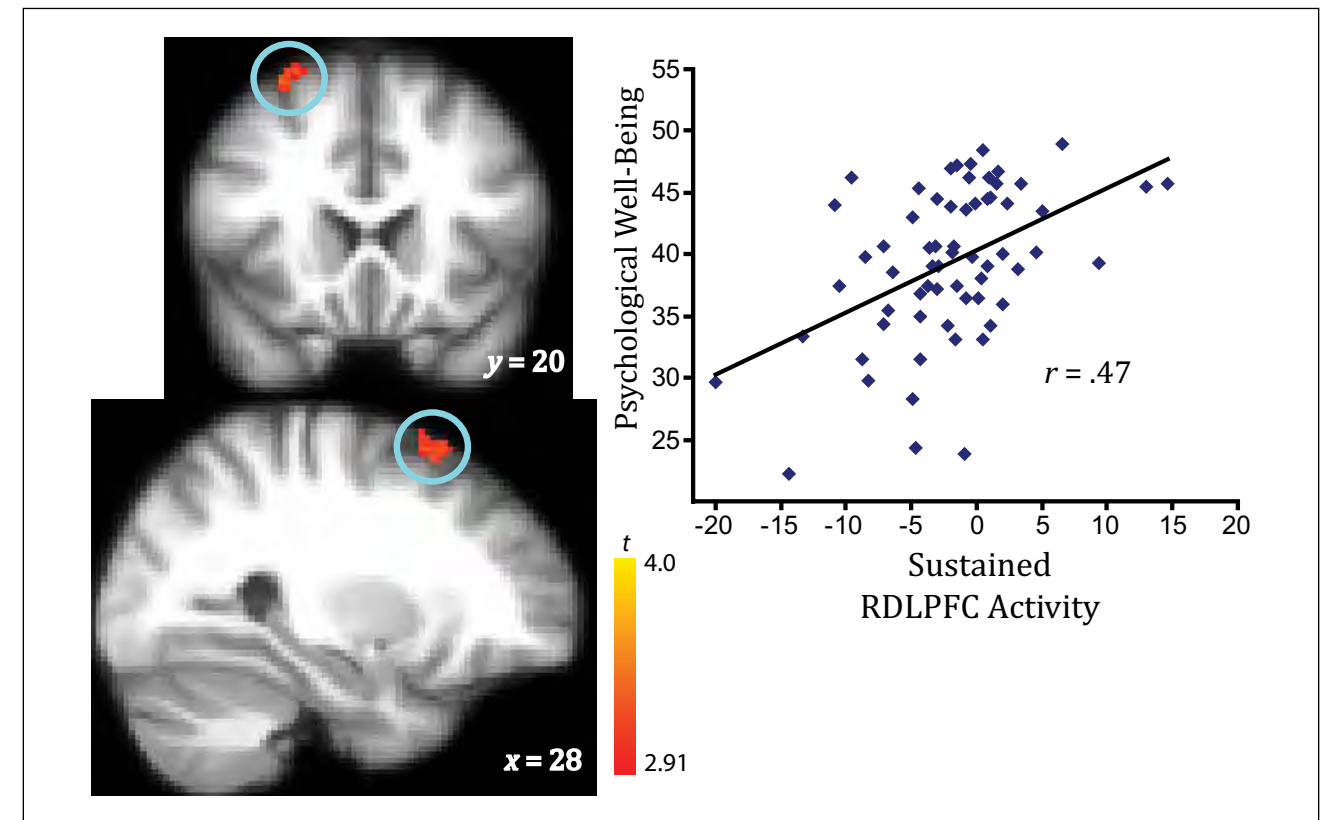 y = 20
x = 28
t
4.0
2.91
Psychological Well-Being
55
50
45
40
35
30
25
r = .47
-20 -15 -10 -5 0 5 10 15 20
Sustained
RDLPFC Activity